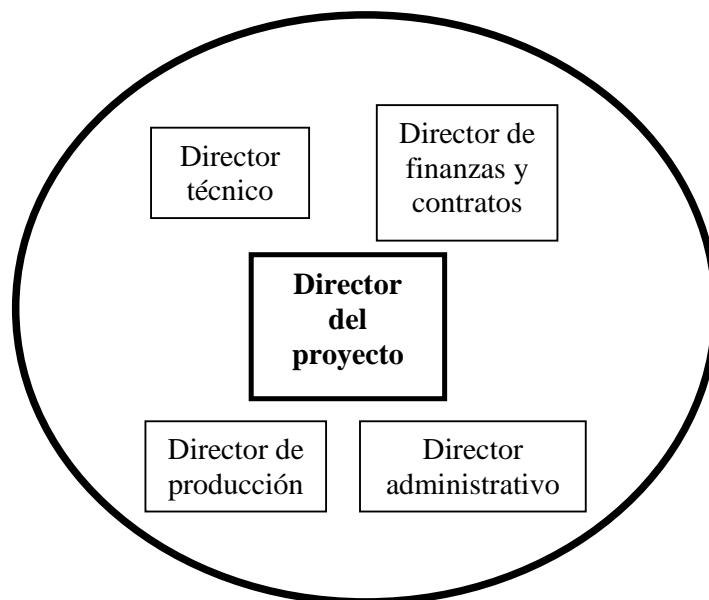 Director
técnico
Director de
finanzas y
contratos
Director
del
proyecto
Director de
producción
Director
administrativo